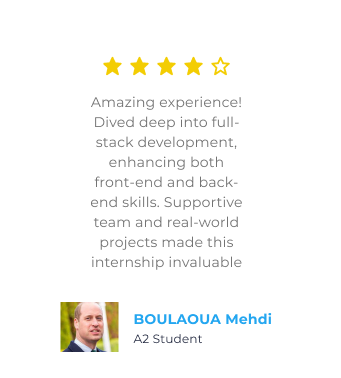 Amazing experience!
Dived deep into full-
stack development,
enhancing both
front-end and back-
end skills. Supportive
team and real-world
projects made this
internship invaluable
BOULAOUA Mehdi
A2 Student